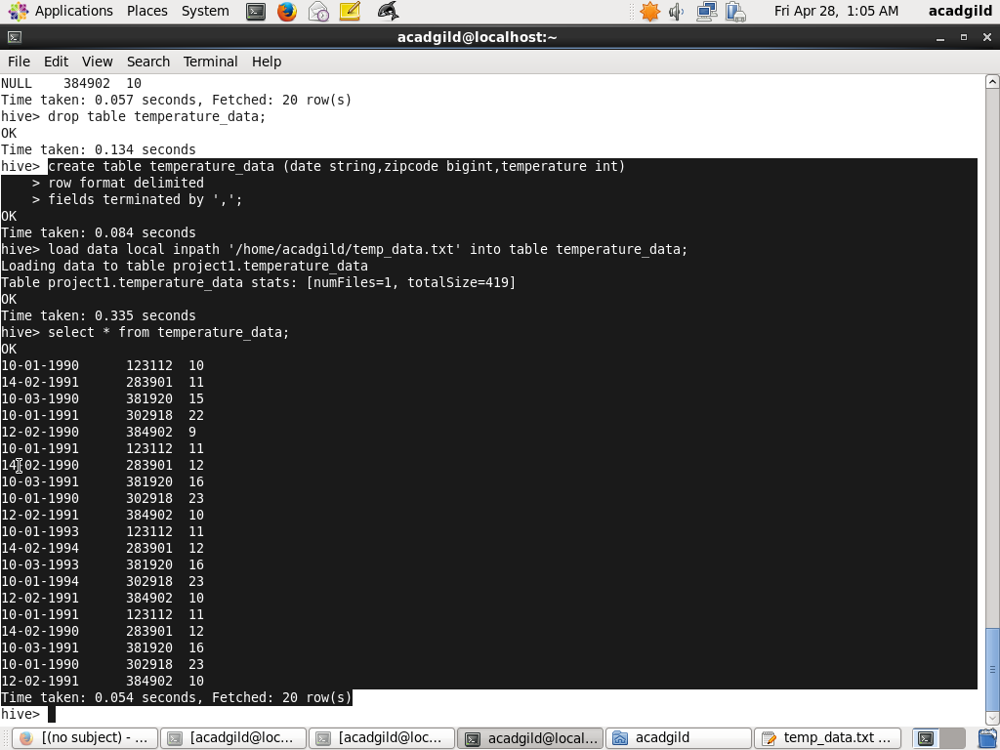 Applications Places System Fri Apr 28, 1:05 AM acadgild
acadgild@localhost:~
File Edit View Search Terminal Help
NULL    384902  10
Time taken: 0.057 seconds, Fetched: 20 row(s)
hive> drop table temperature_data;
OK
Time taken: 0.134 seconds
hive> create table temperature_data (date string,zipcode bigint,temperature int)
    > row format delimited
    > fields terminated by ',';
OK
Time taken: 0.084 seconds
hive> load data local inpath '/home/acadgild/temp_data.txt' into table temperature_data;
Loading data to table project1.temperature_data
Table project1.temperature_data stats: [numFiles=1, totalSize=419]
OK
Time taken: 0.335 seconds
hive> select * from temperature_data;
OK
10-01-1990      123112  10
14-02-1991      283901  11
10-03-1990      381920  15
10-01-1991      302918  22
12-02-1990      384902  9
10-01-1991      123112  11
14-02-1990      283901  12
10-03-1991      381920  16
10-01-1990      302918  23
12-02-1991      384902  10
10-01-1993      123112  11
14-02-1994      283901  12
10-03-1993      381920  16
10-01-1994      302918  23
12-02-1991      384902  10
10-01-1991      123112  11
14-02-1990      283901  12
10-03-1991      381920  16
10-01-1990      302918  23
12-02-1991      384902  10
Time taken: 0.054 seconds, Fetched: 20 row(s)
hive>
[(no subject) - ... [acadgild@loc... [acadgild@loc... acadgild@local... acadgild temp_data.txt ...